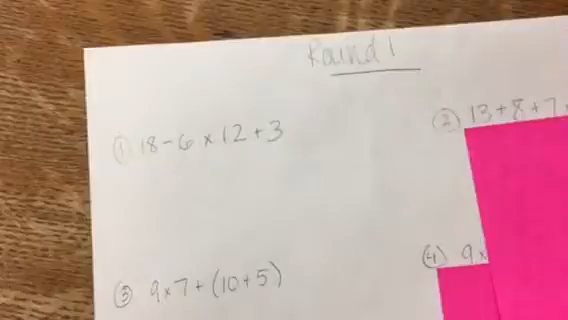 Round 1
① 18-6 x 12 + 3
② 13 + 8 + 7
③ 9 x 7 + (10 + 5)
④ 9 x